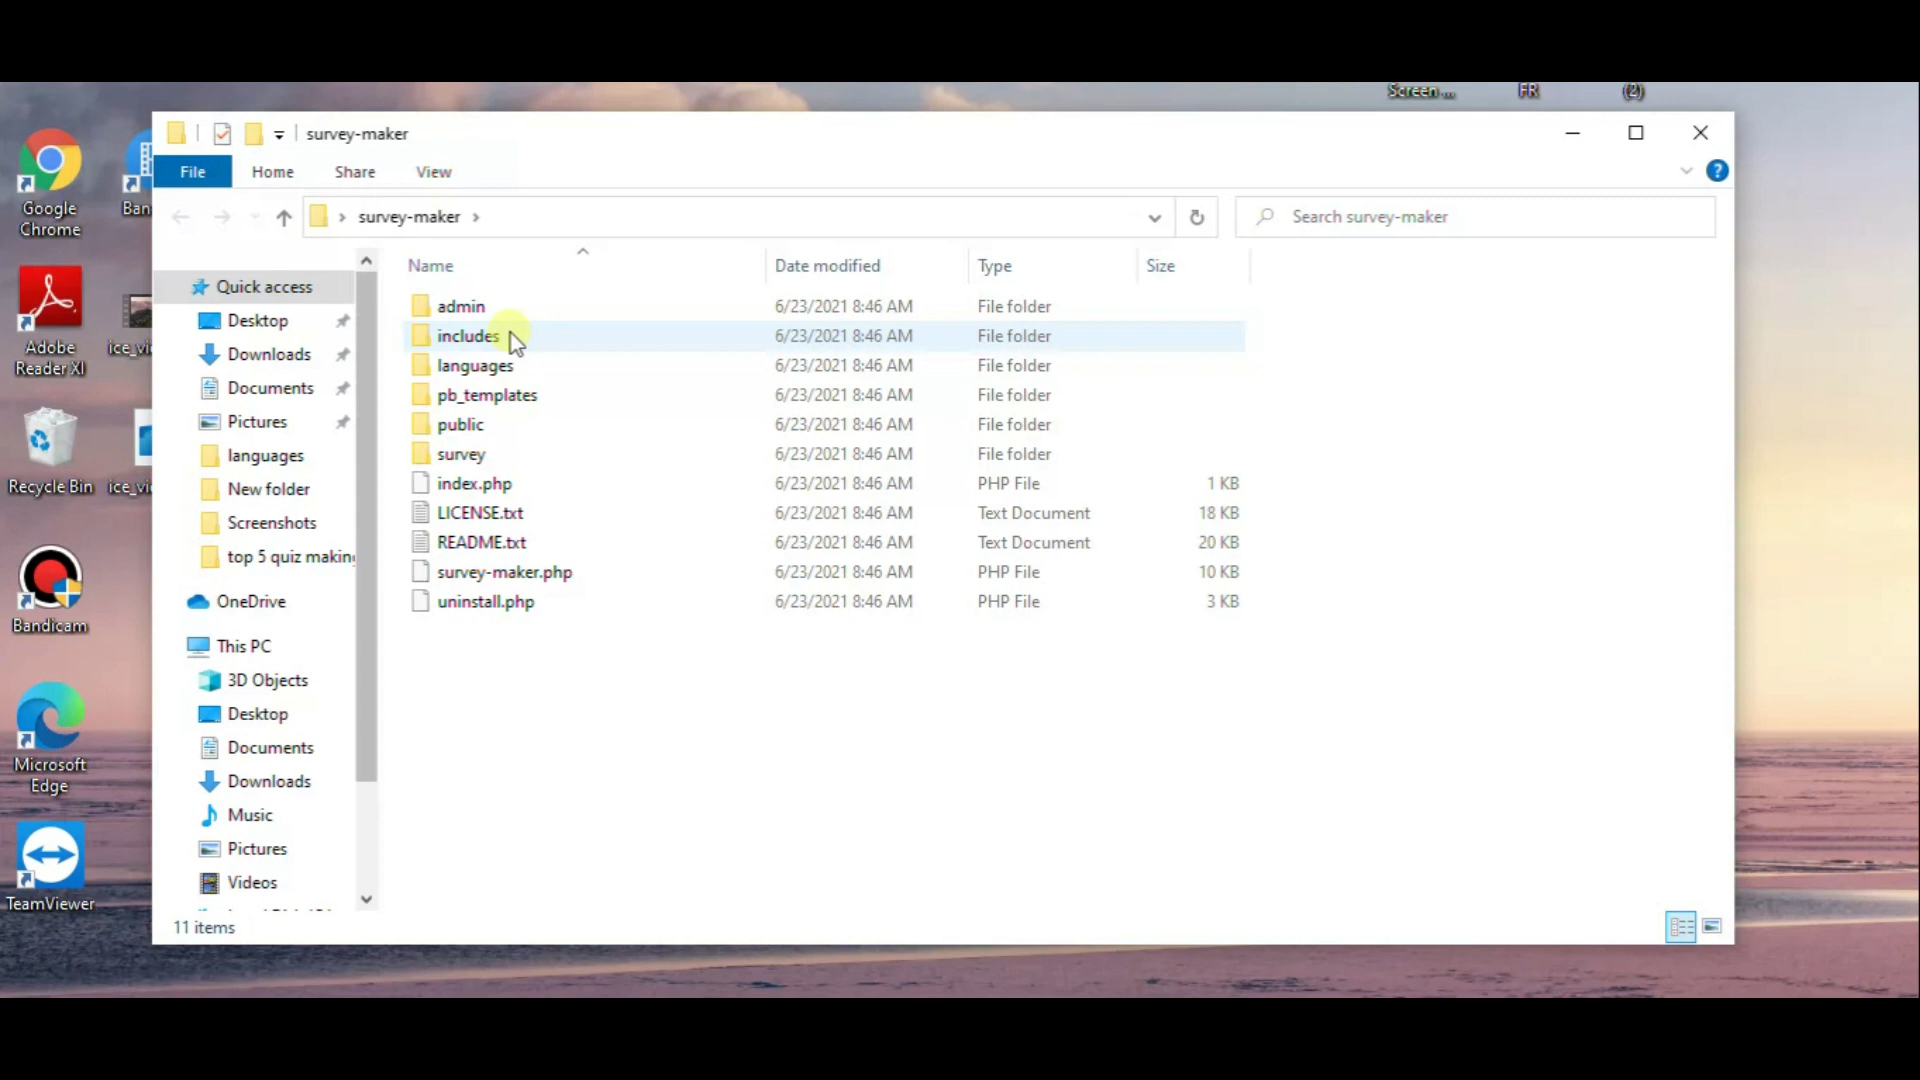 Screen ...
FR
(2)
Google
Chrome
Ban
Adobe
Reader XI
ice_vi
Recycle Bin
ice_vi
Bandicam
Microsoft
Edge
TeamViewer
survey-maker
File
Home
Share
View
survey-maker
Search survey-maker
Quick access
Desktop
Downloads
Documents
Pictures
languages
New folder
Screenshots
top 5 quiz making
OneDrive
This PC
3D Objects
Desktop
Documents
Downloads
Music
Pictures
Videos
Name Date modified Type Size
admin 6/23/2021 8:46 AM File folder
includes 6/23/2021 8:46 AM File folder
languages 6/23/2021 8:46 AM File folder
pb_templates 6/23/2021 8:46 AM File folder
public 6/23/2021 8:46 AM File folder
survey 6/23/2021 8:46 AM File folder
index.php 6/23/2021 8:46 AM PHP File 1 KB
LICENSE.txt 6/23/2021 8:46 AM Text Document 18 KB
README.txt 6/23/2021 8:46 AM Text Document 20 KB
survey-maker.php 6/23/2021 8:46 AM PHP File 10 KB
uninstall.php 6/23/2021 8:46 AM PHP File 3 KB
11 items